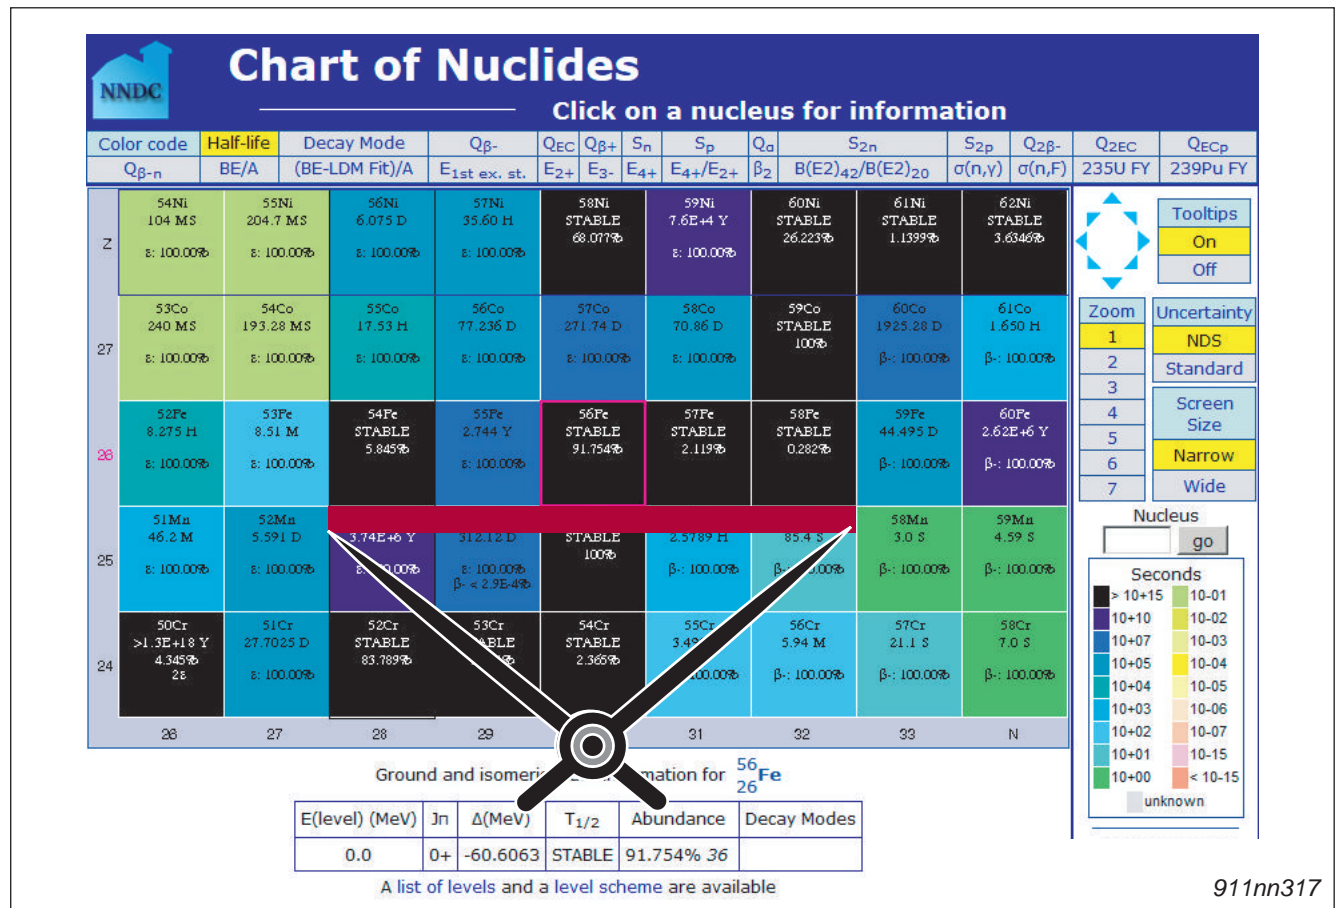 NNDC
Chart of Nuclides
Click on a nucleus for information
Color code Half-life Decay Mode Qβ- QEC Qβ+ Sn Sp Qα S2n S2p Q2β- Q2EC QECp
Qβ-n BE/A (BE-LDM Fit)/A E1st ex. st. E2+ E3- E4+ E4+/E2+ β2 B(E2)42/B(E2)20 σ(n,γ) σ(n,F) 235U FY 239Pu FY
54Ni 55Ni 56Ni 57Ni 58Ni 59Ni 60Ni 61Ni 62Ni
104 MS 204.7 MS 6.075 D 35.60 H STABLE 7.6E+4 Y STABLE STABLE STABLE
68.077% 26.223% 1.1399% 3.6346%
Z
ε: 100.00% ε: 100.00% ε: 100.00% ε: 100.00% ε: 100.00%
53Co 54Co 55Co 56Co 57Co 58Co 59Co 60Co 61Co
240 MS 193.28 MS 17.53 H 77.236 D 271.74 D 70.86 D STABLE 1925.28 D 1.650 H
100%
27
ε: 100.00% ε: 100.00% ε: 100.00% ε: 100.00% ε: 100.00% ε: 100.00% β-: 100.00% β-: 100.00%
52Fe 53Fe 54Fe 55Fe 56Fe 57Fe 58Fe 59Fe 60Fe
8.275 H 8.51 M STABLE 2.744 Y STABLE STABLE STABLE 44.495 D 2.62E+6 Y
5.845% 91.754% 2.119% 0.282%
26
ε: 100.00% ε: 100.00% ε: 100.00% β-: 100.00% β-: 100.00%
51Mn 52Mn 58Mn 59Mn
46.2 M 5.591 D 3.74E+6 Y 312.12 D STABLE 2.5789 H 85.4 S 3.0 S 4.59 S
100%
25
ε: 100.00% ε: 100.00% ε: 100.00% β-: 100.00% β-: 100.00% β-: 100.00%
β- < 2.9E-4%
50Cr 51Cr 52Cr 53Cr 54Cr 55Cr 56Cr 57Cr 58Cr
>1.3E+18 Y 27.7025 D STABLE STABLE 5.94 M 21.1 S 7.0 S
4.345% 83.789% 2.365%
24
2ε ε: 100.00% β-: 100.00% β-: 100.00% β-: 100.00%
26 27 28 29 31 32 33 N
Tooltips
On
Off
Zoom
1
2
3
4
5
6
7
Uncertainty
NDS
Standard
Screen
Size
Narrow
Wide
Nucleus
go
Seconds
> 10+15 10-01
10+10 10-02
10+07 10-03
10+05 10-04
10+04 10-05
10+03 10-06
10+02 10-07
10+01 10-15
10+00 < 10-15
unknown
Ground and isomeric information for 56 26 Fe
E(level) (MeV) Jπ Δ(MeV) T1/2 Abundance Decay Modes
0.0 0+ -60.6063 STABLE 91.754% 36
A list of levels and a level scheme are available
911nn317